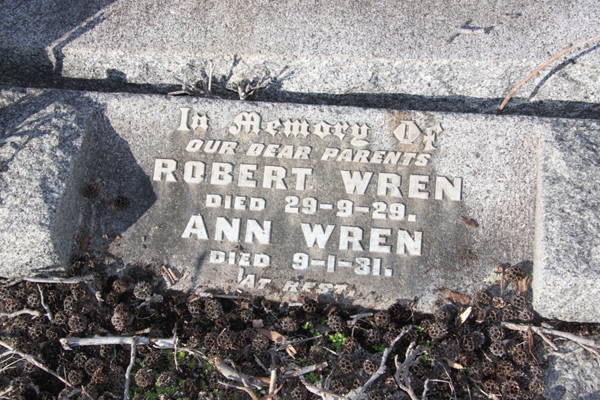 In Memory Of
OUR DEAR PARENTS
ROBERT WREN
DIED 29-9-29.
ANN WREN
DIED 9-1-31.
AT REST